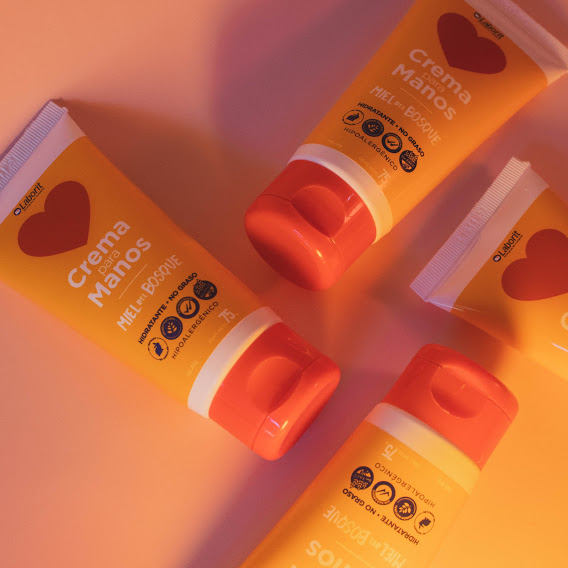 Laborit
Crema
para
Manos
MIEL DEL BOSQUE
HIDRATANTE • NO GRASO
HIPOALERGÉNICO
75
Laborit
Crema
para
Manos
MIEL DEL BOSQUE
HIDRATANTE • NO GRASO
HIPOALERGÉNICO
75
Laborit
MIEL DEL BOSQUE
HIDRATANTE • NO GRASO
HIPOALERGÉNICO
75